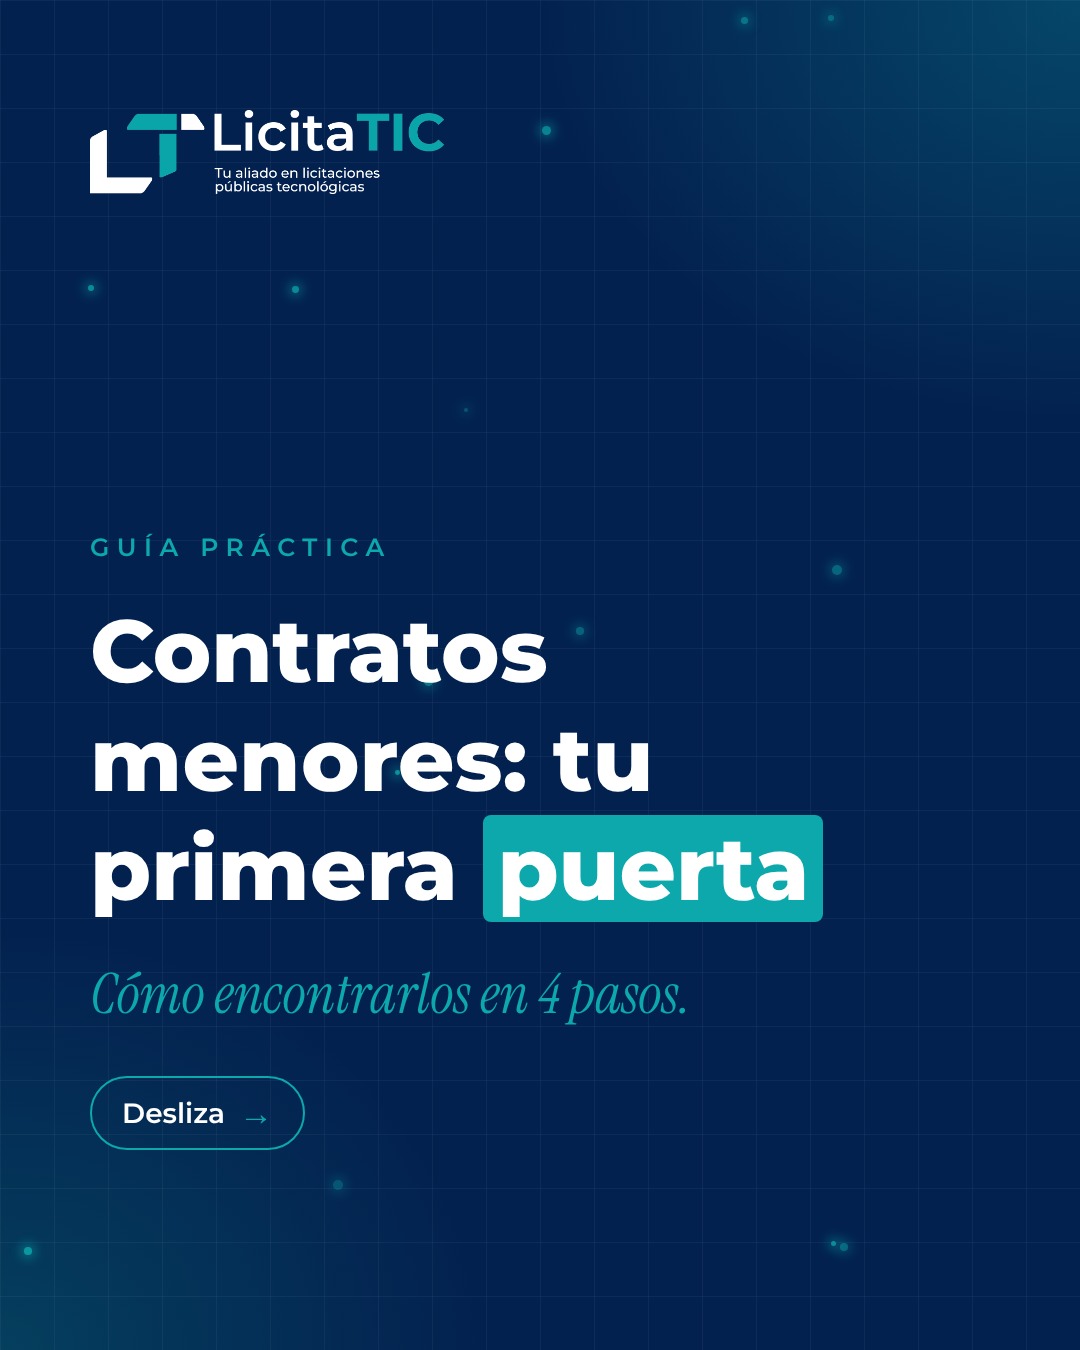 LicitaTIC
Tu aliado en licitaciones
públicas tecnológicas
GUÍA PRÁCTICA
Contratos
menores: tu
primera puerta
Cómo encontrarlos en 4 pasos.
Desliza →